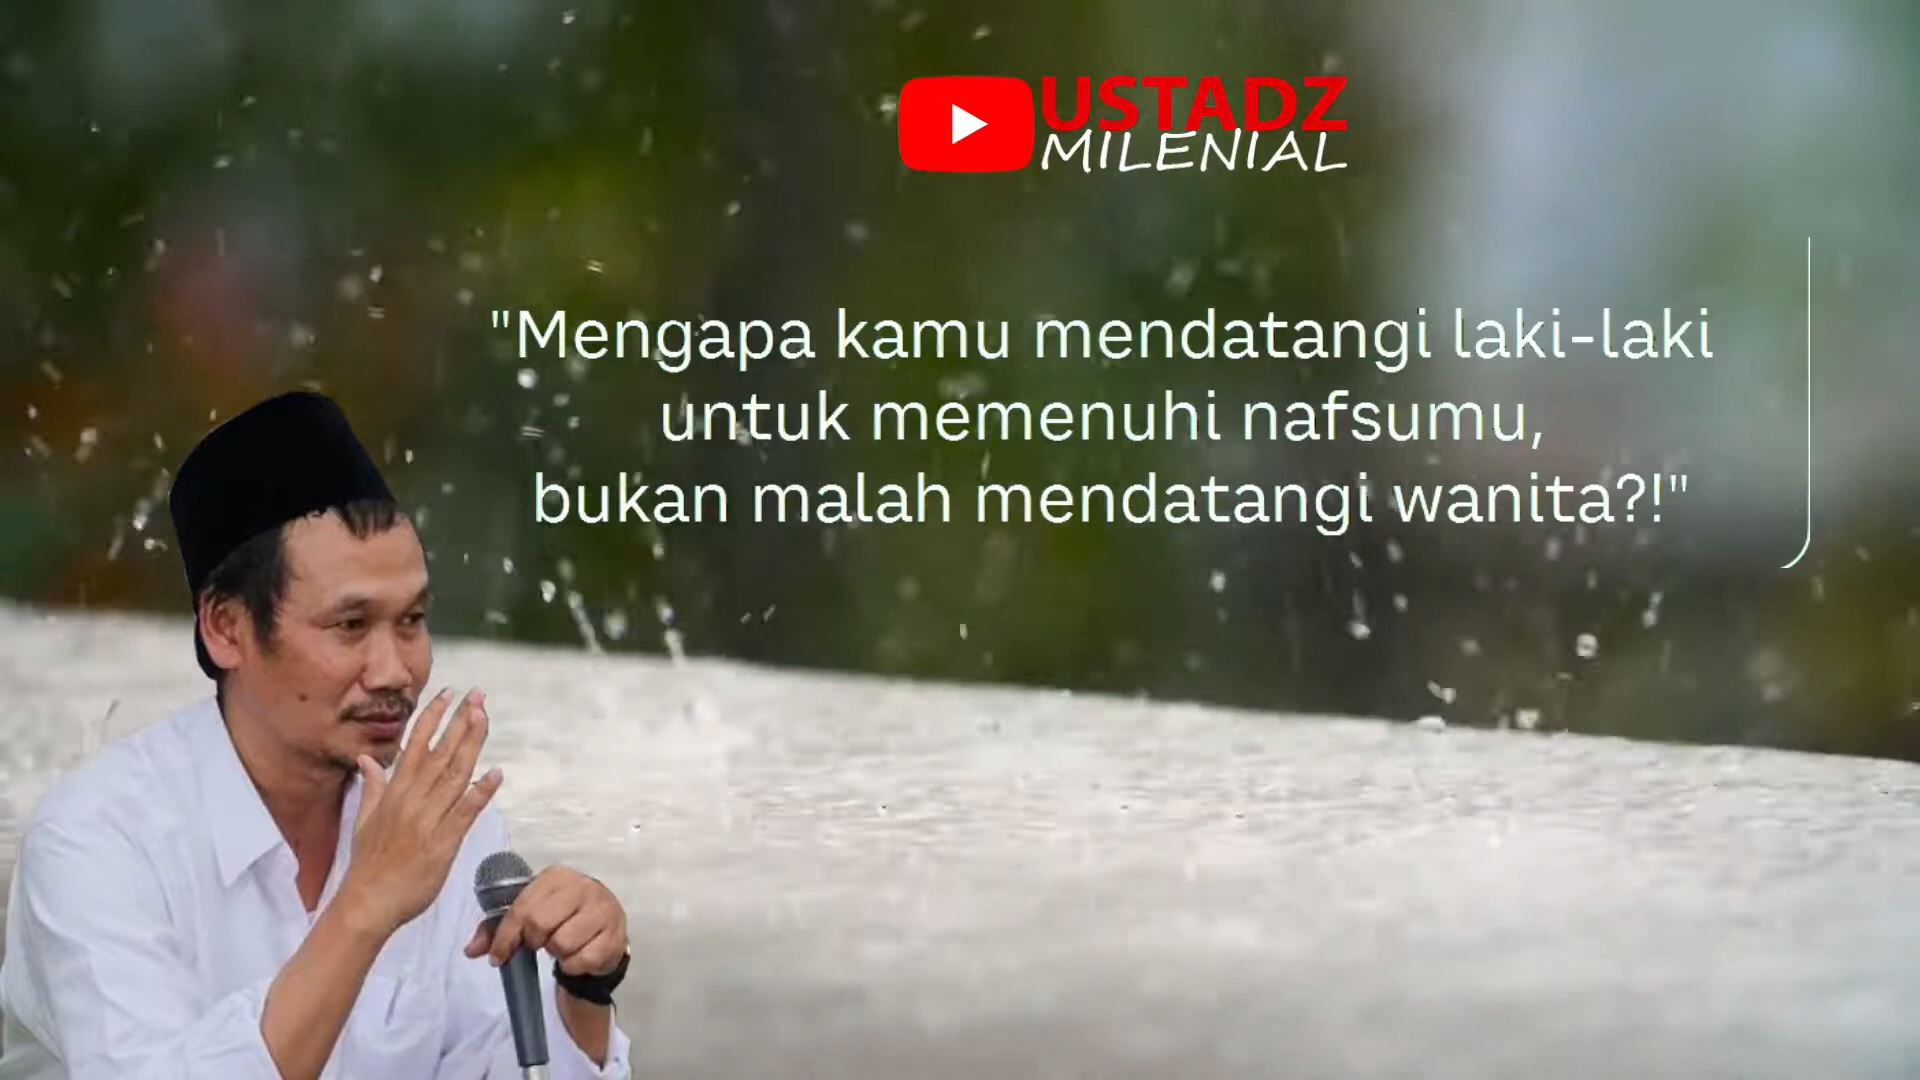 USTADZ
MILENIAL
"Mengapa kamu mendatangi laki-laki
untuk memenuhi nafsumu,
bukan malah mendatangi wanita?!"